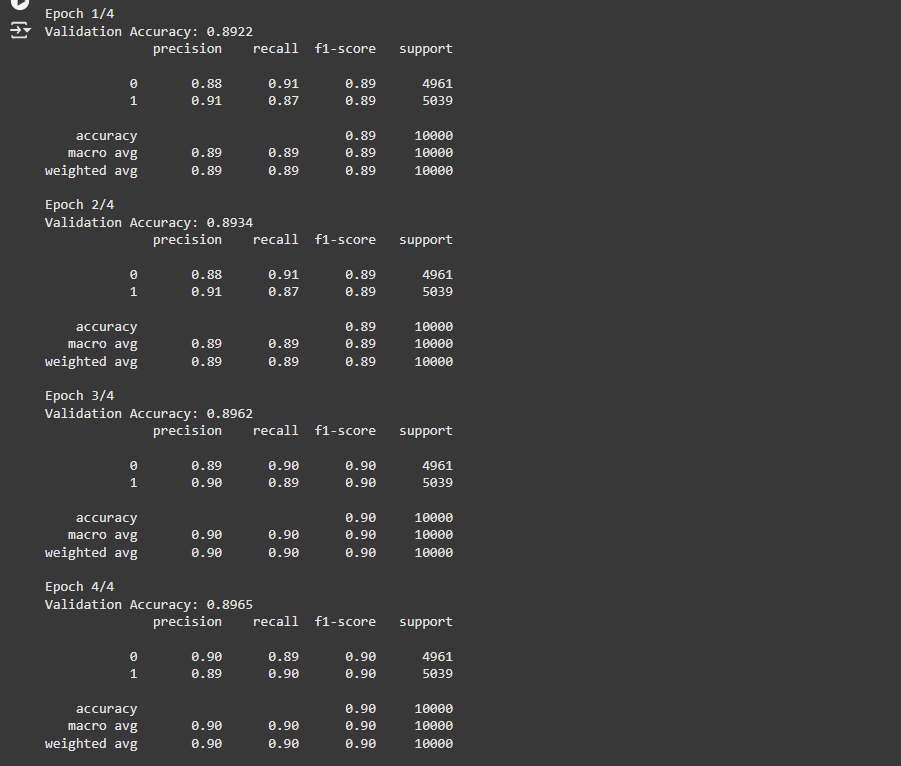 Epoch 1/4
Validation Accuracy: 0.8922
              precision    recall  f1-score   support

           0       0.88      0.91      0.89      4961
           1       0.91      0.87      0.89      5039

    accuracy                           0.89     10000
   macro avg       0.89      0.89      0.89     10000
weighted avg       0.89      0.89      0.89     10000

Epoch 2/4
Validation Accuracy: 0.8934
              precision    recall  f1-score   support

           0       0.88      0.91      0.89      4961
           1       0.91      0.87      0.89      5039

    accuracy                           0.89     10000
   macro avg       0.89      0.89      0.89     10000
weighted avg       0.89      0.89      0.89     10000

Epoch 3/4
Validation Accuracy: 0.8962
              precision    recall  f1-score   support

           0       0.89      0.90      0.90      4961
           1       0.90      0.89      0.90      5039

    accuracy                           0.90     10000
   macro avg       0.90      0.90      0.90     10000
weighted avg       0.90      0.90      0.90     10000

Epoch 4/4
Validation Accuracy: 0.8965
              precision    recall  f1-score   support

           0       0.90      0.89      0.90      4961
           1       0.89      0.90      0.90      5039

    accuracy                           0.90     10000
   macro avg       0.90      0.90      0.90     10000
weighted avg       0.90      0.90      0.90     10000